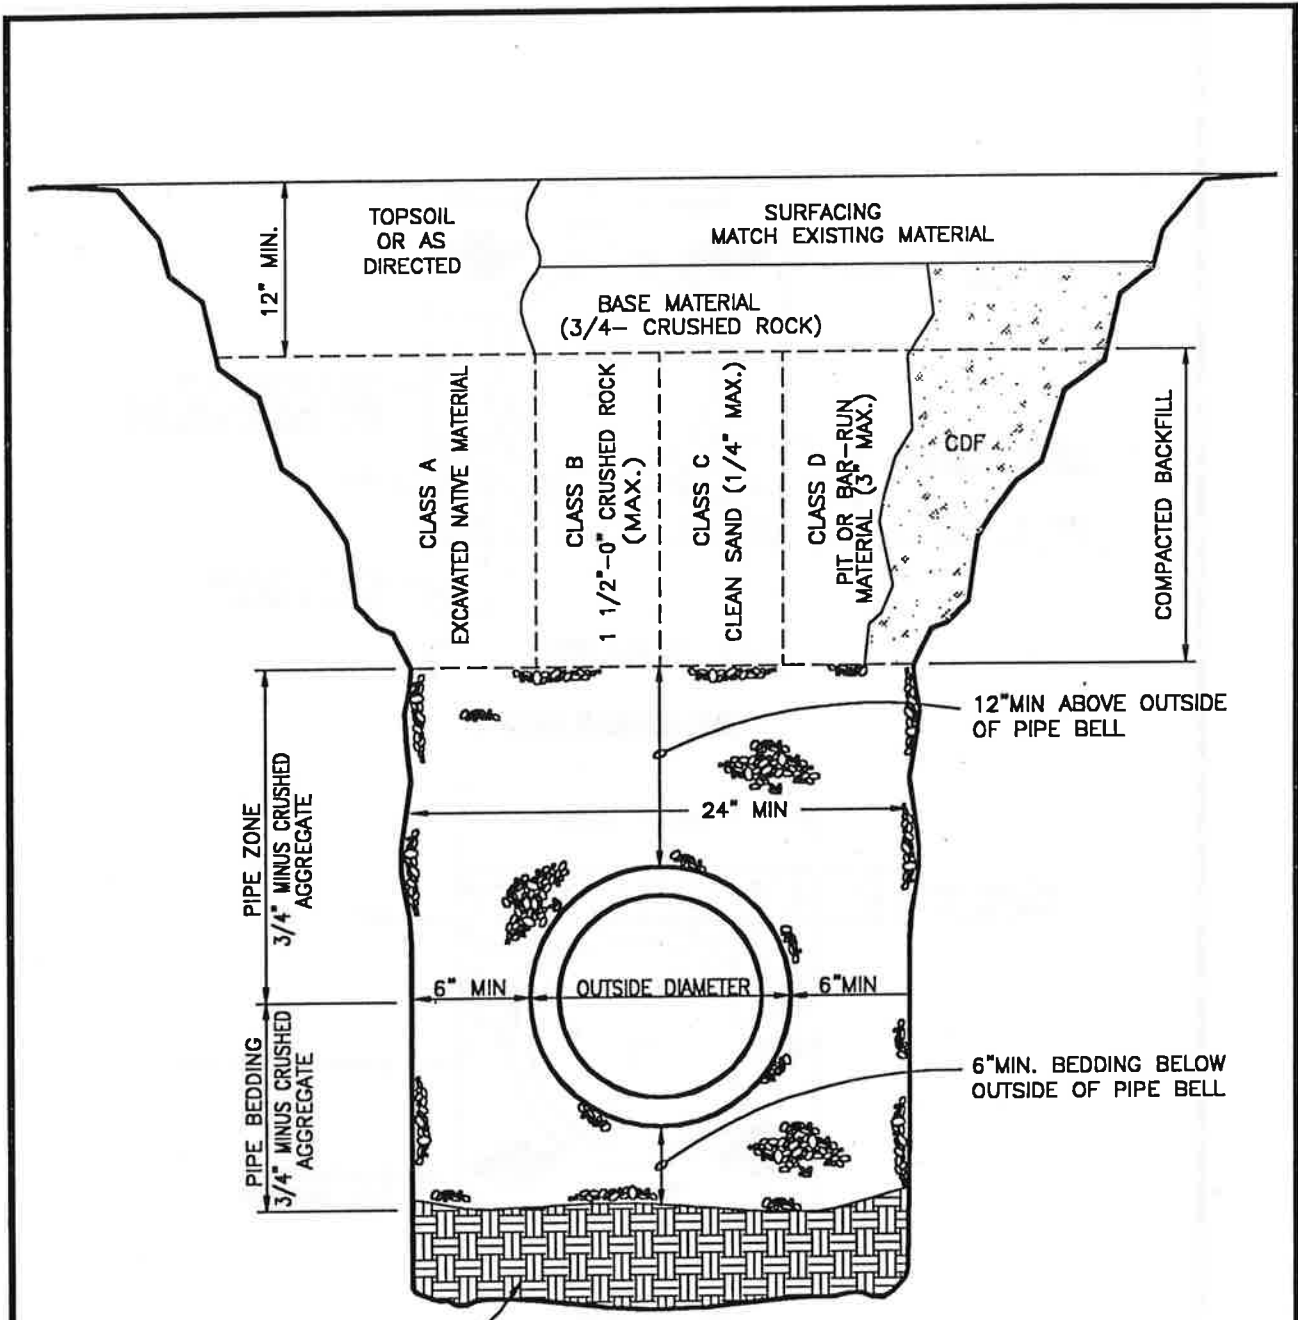 TOPSOIL
OR AS
DIRECTED
SURFACING
MATCH EXISTING MATERIAL
12" MIN.
BASE MATERIAL
(3/4- CRUSHED ROCK)
CLASS A
EXCAVATED NATIVE MATERIAL
CLASS B
1 1/2"-0" CRUSHED ROCK
(MAX.)
CLASS C
CLEAN SAND (1/4" MAX.)
CLASS D
PIT OR BAR-RUN
MATERIAL (3" MAX.)
CDF
COMPACTED BACKFILL
12"MIN ABOVE OUTSIDE
OF PIPE BELL
24" MIN
PIPE ZONE
3/4" MINUS CRUSHED
AGGREGATE
6" MIN
OUTSIDE DIAMETER
6"MIN
PIPE BEDDING
3/4" MINUS CRUSHED
AGGREGATE
6"MIN. BEDDING BELOW
OUTSIDE OF PIPE BELL